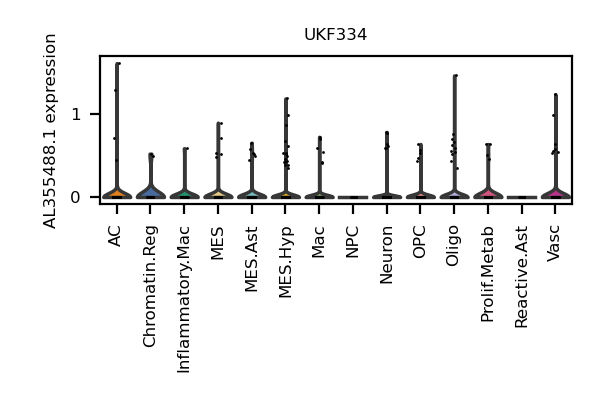 UKF334
AL355488.1 expression
1
0
AC
Chromatin.Reg
Inflammatory.Mac
MES
MES.Ast
MES.Hyp
Mac
NPC
Neuron
OPC
Oligo
Prolif.Metab
Reactive.Ast
Vasc